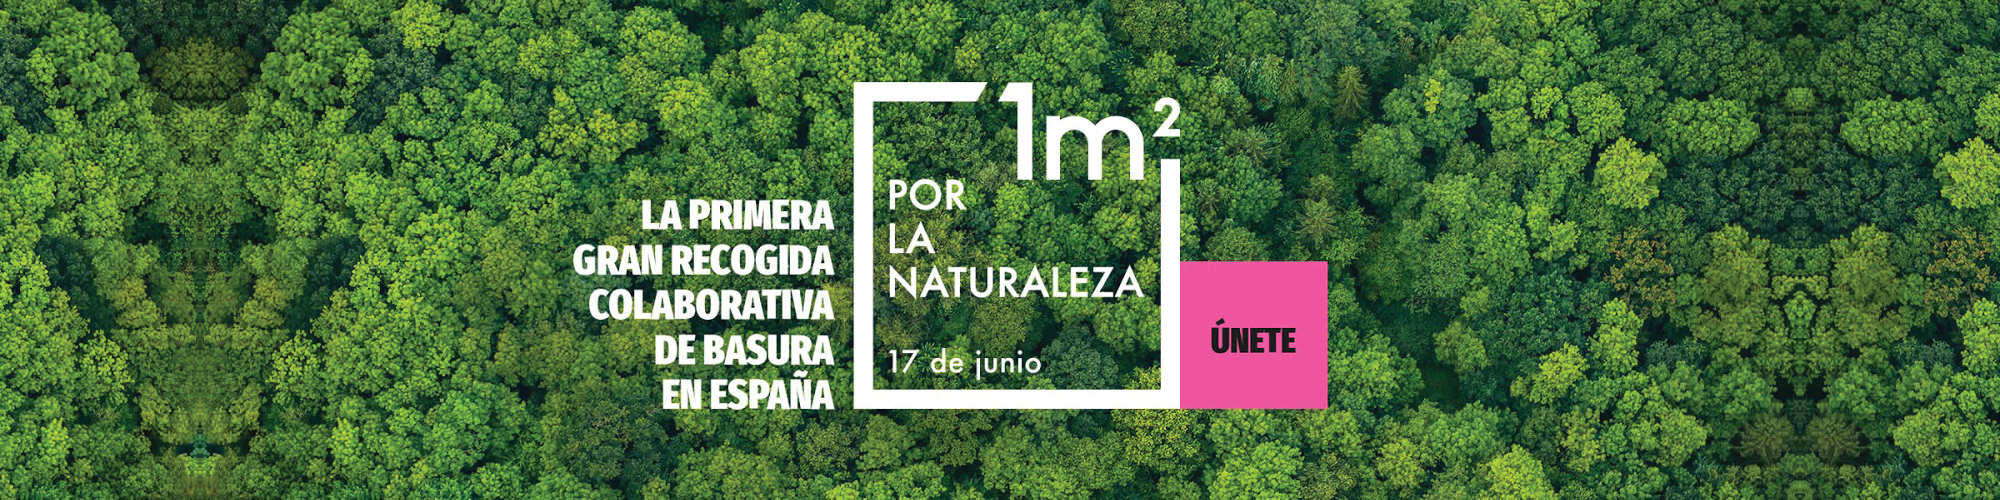 LA PRIMERA
GRAN RECOGIDA
COLABORATIVA
DE BASURA
EN ESPAÑA
1m²
POR
LA
NATURALEZA
17 de junio
ÚNETE